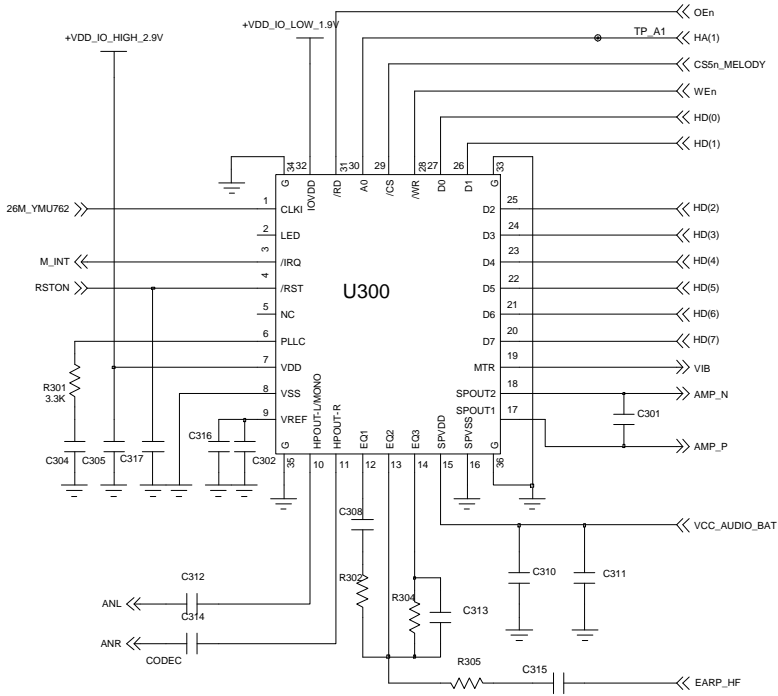 OEn
+VDD_IO_LOW_1.9V
TP_A1
HA(1)
+VDD_IO_HIGH_2.9V
CS5n_MELODY
WEn
HD(0)
HD(1)
34
32
31
30
29
28
27
26
33
G
IOVDD
/RD
A0
/CS
/WR
D0
D1
G
26M_YMU762
1
CLKI
D2
25
HD(2)
2
LED
D3
24
HD(3)
M_INT
3
/IRQ
D4
23
HD(4)
RSTON
4
/RST
U300
D5
22
HD(5)
5
NC
D6
21
HD(6)
6
PLLC
D7
20
HD(7)
7
VDD
MTR
19
VIB
R301
3.3K
8
VSS
SPOUT2
18
AMP_N
9
VREF
SPOUT1
17
C301
C304
C305
C317
C316
C302
G
HPOUT-L/MONO
HPOUT-R
EQ1
EQ2
EQ3
SPVDD
SPVSS
G
AMP_P
35
10
11
12
13
14
15
16
36
C308
VCC_AUDIO_BAT
C312
R302
C310
C311
ANL
C314
R304
C313
ANR
CODEC
R305
C315
EARP_HF